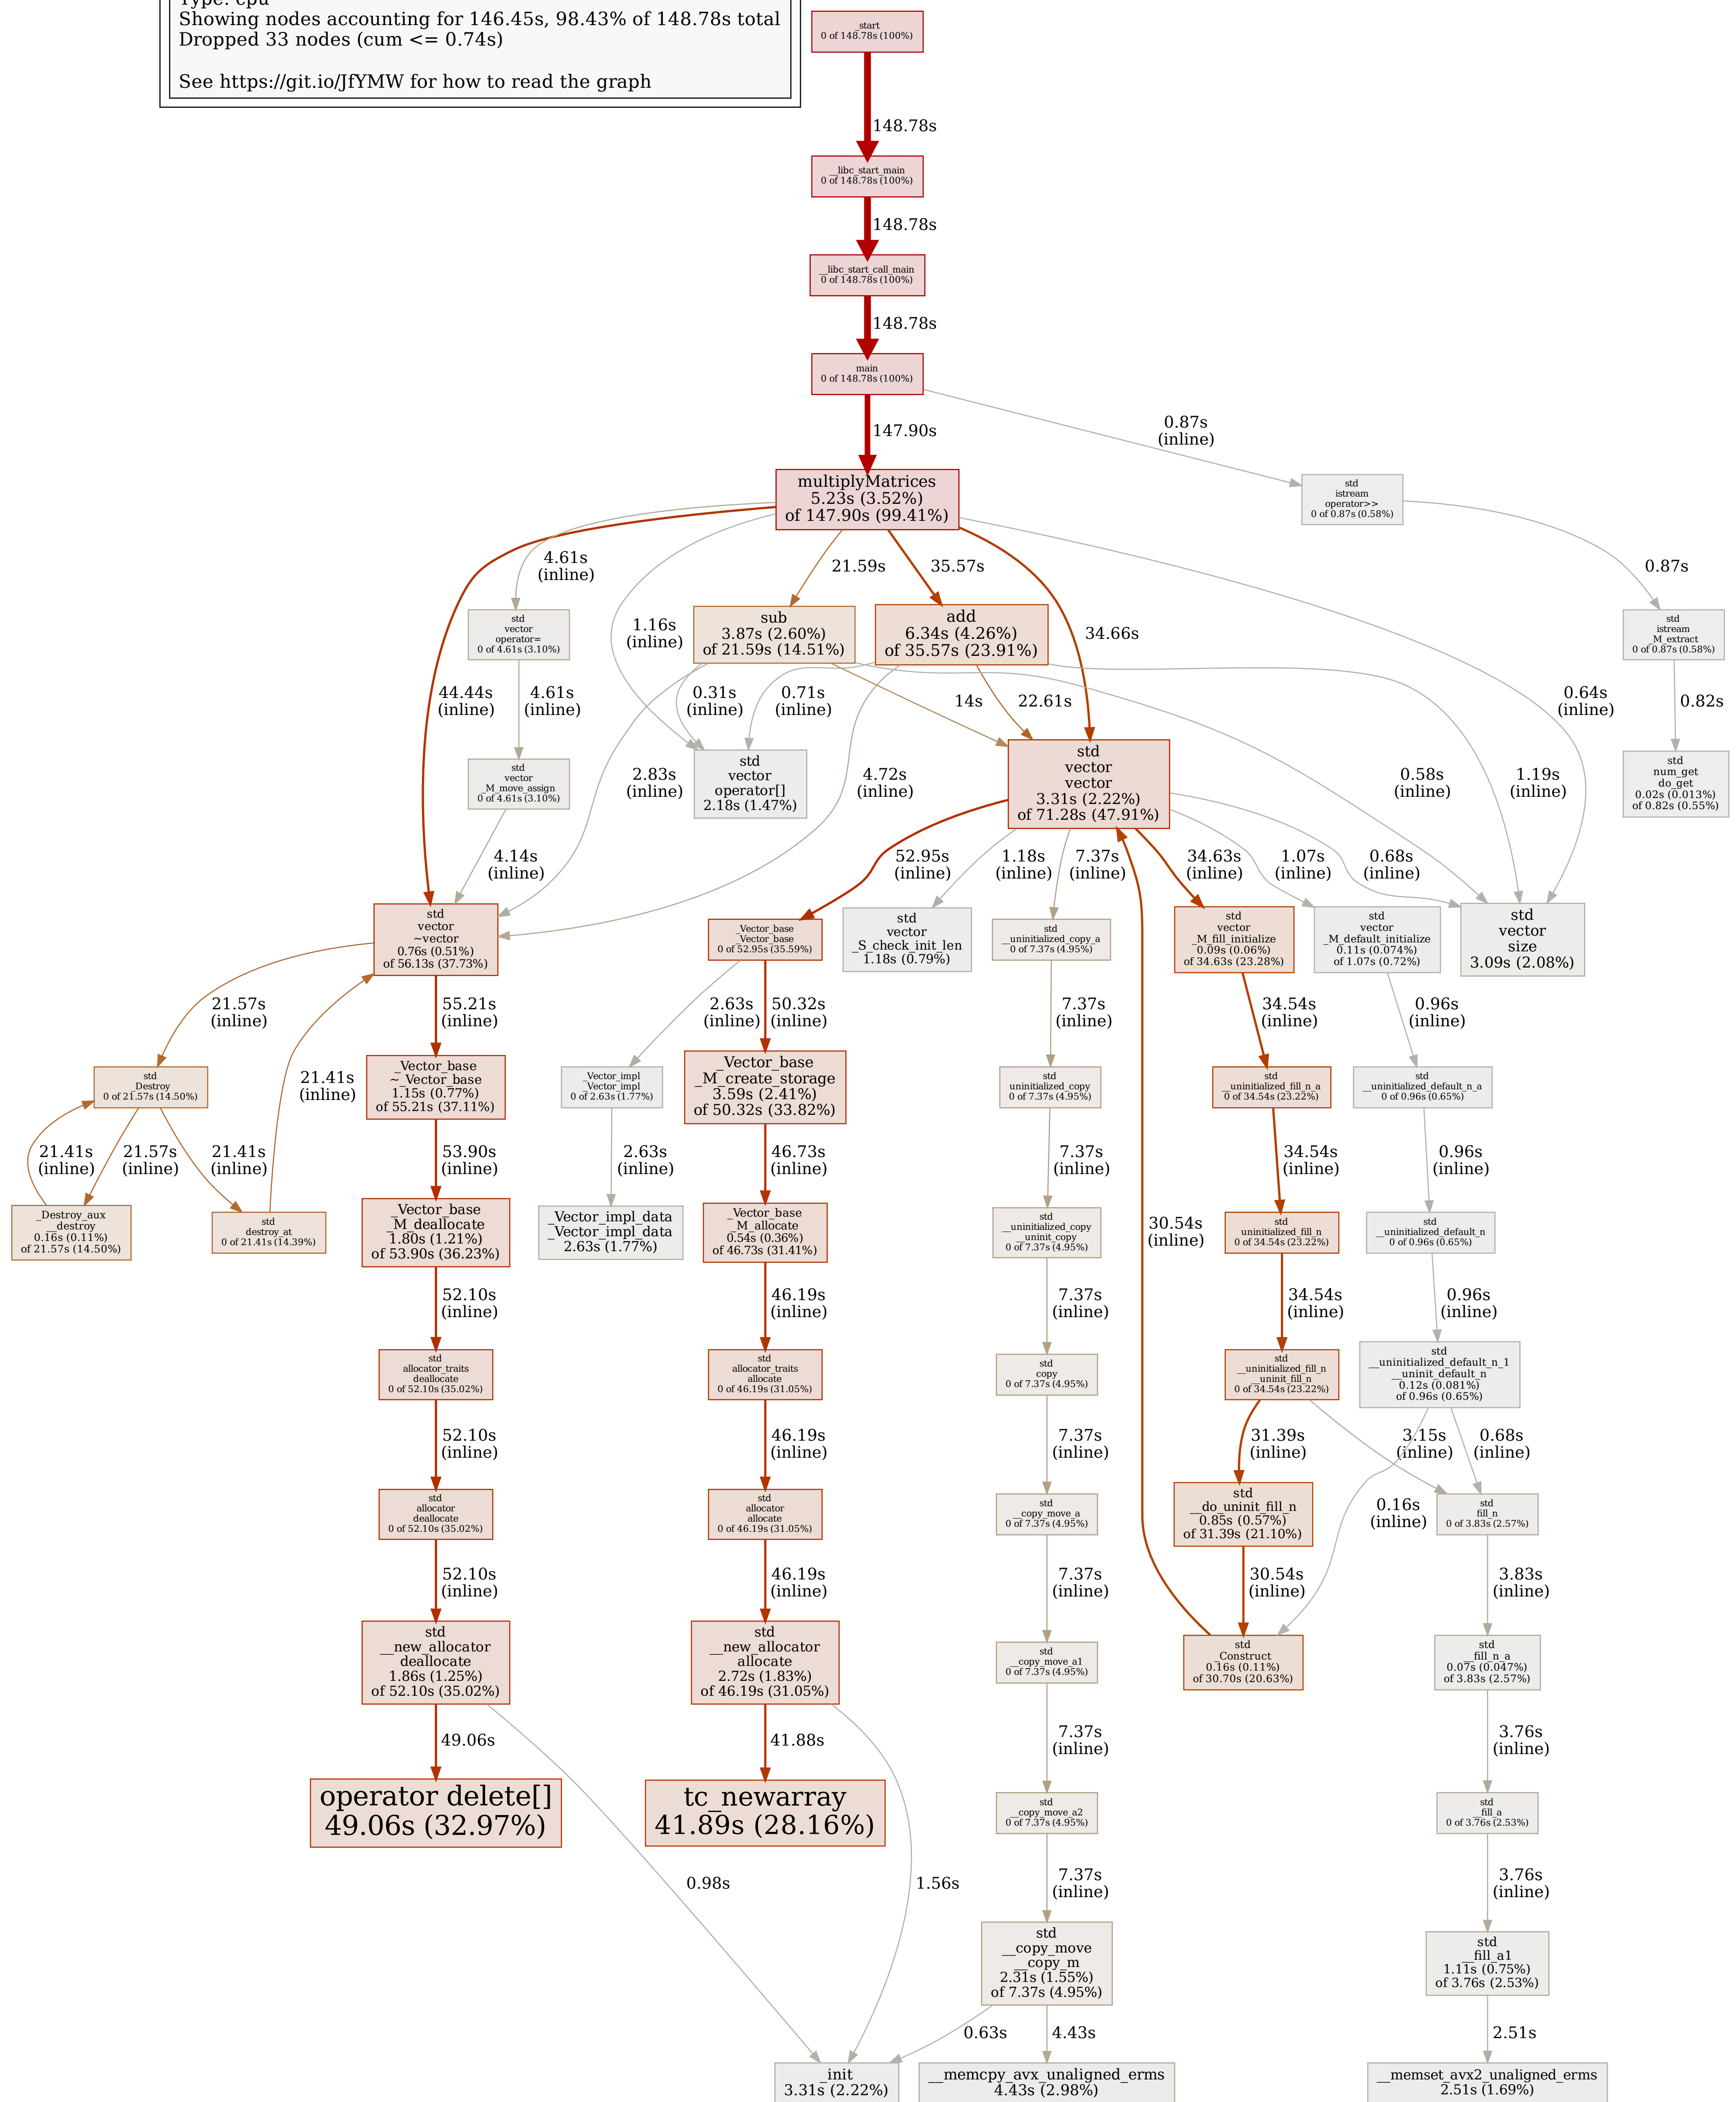 Type: cpu
Showing nodes accounting for 146.45s, 98.43% of 148.78s total
Dropped 33 nodes (cum <= 0.74s)
See https://git.io/JfYMW for how to read the graph
_start
0 of 148.78s (100%)
148.78s
__libc_start_main
0 of 148.78s (100%)
148.78s
__libc_start_call_main
0 of 148.78s (100%)
148.78s
main
0 of 148.78s (100%)
147.90s
0.87s
(inline)
multiplyMatrices
5.23s (3.52%)
of 147.90s (99.41%)
std
istream
operator>>
0 of 0.87s (0.58%)
4.61s
(inline)
21.59s
35.57s
0.87s
std
vector
operator=
0 of 4.61s (3.10%)
1.16s
(inline)
sub
3.87s (2.60%)
of 21.59s (14.51%)
add
6.34s (4.26%)
of 35.57s (23.91%)
34.66s
std
istream
_M_extract
0 of 0.87s (0.58%)
44.44s
(inline)
4.61s
(inline)
0.31s
(inline)
0.71s
(inline)
14s
22.61s
0.64s
(inline)
0.82s
std
vector
_M_move_assign
0 of 4.61s (3.10%)
2.83s
(inline)
std
vector
operator[]
2.18s (1.47%)
4.72s
(inline)
std
vector
vector
3.31s (2.22%)
of 71.28s (47.91%)
0.58s
(inline)
1.19s
(inline)
std
num_get
do_get
0.02s (0.013%)
of 0.82s (0.55%)
4.14s
(inline)
52.95s
(inline)
1.18s
(inline)
7.37s
(inline)
34.63s
(inline)
1.07s
(inline)
0.68s
(inline)
std
vector
~vector
0.76s (0.51%)
of 56.13s (37.73%)
_Vector_base
_Vector_base
0 of 52.95s (35.59%)
std
vector
_S_check_init_len
1.18s (0.79%)
std
__uninitialized_copy_a
0 of 7.37s (4.95%)
std
vector
_M_fill_initialize
0.09s (0.06%)
of 34.63s (23.28%)
std
vector
_M_default_initialize
0.11s (0.074%)
of 1.07s (0.72%)
std
vector
size
3.09s (2.08%)
21.57s
(inline)
55.21s
(inline)
2.63s
(inline)
50.32s
(inline)
7.37s
(inline)
34.54s
(inline)
0.96s
(inline)
std
_Destroy
0 of 21.57s (14.50%)
21.41s
(inline)
_Vector_base
~_Vector_base
1.15s (0.77%)
of 55.21s (37.11%)
_Vector_impl
_Vector_impl
0 of 2.63s (1.77%)
_Vector_base
_M_create_storage
3.59s (2.41%)
of 50.32s (33.82%)
std
uninitialized_copy
0 of 7.37s (4.95%)
std
__uninitialized_fill_n_a
0 of 34.54s (23.22%)
std
__uninitialized_default_n_a
0 of 0.96s (0.65%)
21.41s
(inline)
21.57s
(inline)
21.41s
(inline)
53.90s
(inline)
2.63s
(inline)
46.73s
(inline)
7.37s
(inline)
34.54s
(inline)
0.96s
(inline)
_Destroy_aux
__destroy
0.16s (0.11%)
of 21.57s (14.50%)
std
destroy_at
0 of 21.41s (14.39%)
_Vector_base
_M_deallocate
1.80s (1.21%)
of 53.90s (36.23%)
_Vector_impl_data
_Vector_impl_data
2.63s (1.77%)
_Vector_base
_M_allocate
0.54s (0.36%)
of 46.73s (31.41%)
std
__uninitialized_copy
__uninit_copy
0 of 7.37s (4.95%)
30.54s
(inline)
std
uninitialized_fill_n
0 of 34.54s (23.22%)
std
__uninitialized_default_n
0 of 0.96s (0.65%)
52.10s
(inline)
46.19s
(inline)
7.37s
(inline)
34.54s
(inline)
0.96s
(inline)
std
allocator_traits
deallocate
0 of 52.10s (35.02%)
std
allocator_traits
allocate
0 of 46.19s (31.05%)
std
copy
0 of 7.37s (4.95%)
std
__uninitialized_fill_n
__uninit_fill_n
0 of 34.54s (23.22%)
std
__uninitialized_default_n_1
__uninit_default_n
0.12s (0.081%)
of 0.96s (0.65%)
52.10s
(inline)
46.19s
(inline)
7.37s
(inline)
31.39s
(inline)
3.15s
(inline)
0.68s
(inline)
std
allocator
deallocate
0 of 52.10s (35.02%)
std
allocator
allocate
0 of 46.19s (31.05%)
std
__copy_move_a
0 of 7.37s (4.95%)
std
__do_uninit_fill_n
0.85s (0.57%)
of 31.39s (21.10%)
0.16s
(inline)
std
fill_n
0 of 3.83s (2.57%)
52.10s
(inline)
46.19s
(inline)
7.37s
(inline)
30.54s
(inline)
3.83s
(inline)
std
__new_allocator
deallocate
1.86s (1.25%)
of 52.10s (35.02%)
std
__new_allocator
allocate
2.72s (1.83%)
of 46.19s (31.05%)
std
__copy_move_a1
0 of 7.37s (4.95%)
std
_Construct
0.16s (0.11%)
of 30.70s (20.63%)
std
__fill_n_a
0.07s (0.047%)
of 3.83s (2.57%)
49.06s
41.88s
7.37s
(inline)
3.76s
(inline)
operator delete[]
49.06s (32.97%)
tc_newarray
41.89s (28.16%)
std
__copy_move_a2
0 of 7.37s (4.95%)
std
__fill_a
0 of 3.76s (2.53%)
0.98s
1.56s
7.37s
(inline)
3.76s
(inline)
std
__copy_move
__copy_m
2.31s (1.55%)
of 7.37s (4.95%)
std
__fill_a1
1.11s (0.75%)
of 3.76s (2.53%)
0.63s
4.43s
2.51s
_init
3.31s (2.22%)
__memcpy_avx_unaligned_erms
4.43s (2.98%)
__memset_avx2_unaligned_erms
2.51s (1.69%)